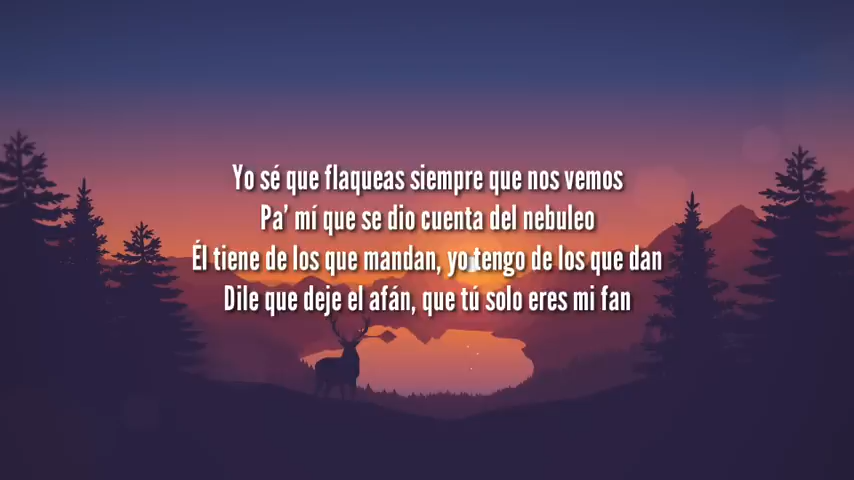 Yo sé que flaqueas siempre que nos vemos
Pa' mí que se dio cuenta del nebuleo
Él tiene de los que mandan, yo tengo de los que dan
Dile que deje el afán, que tú solo eres mi fan